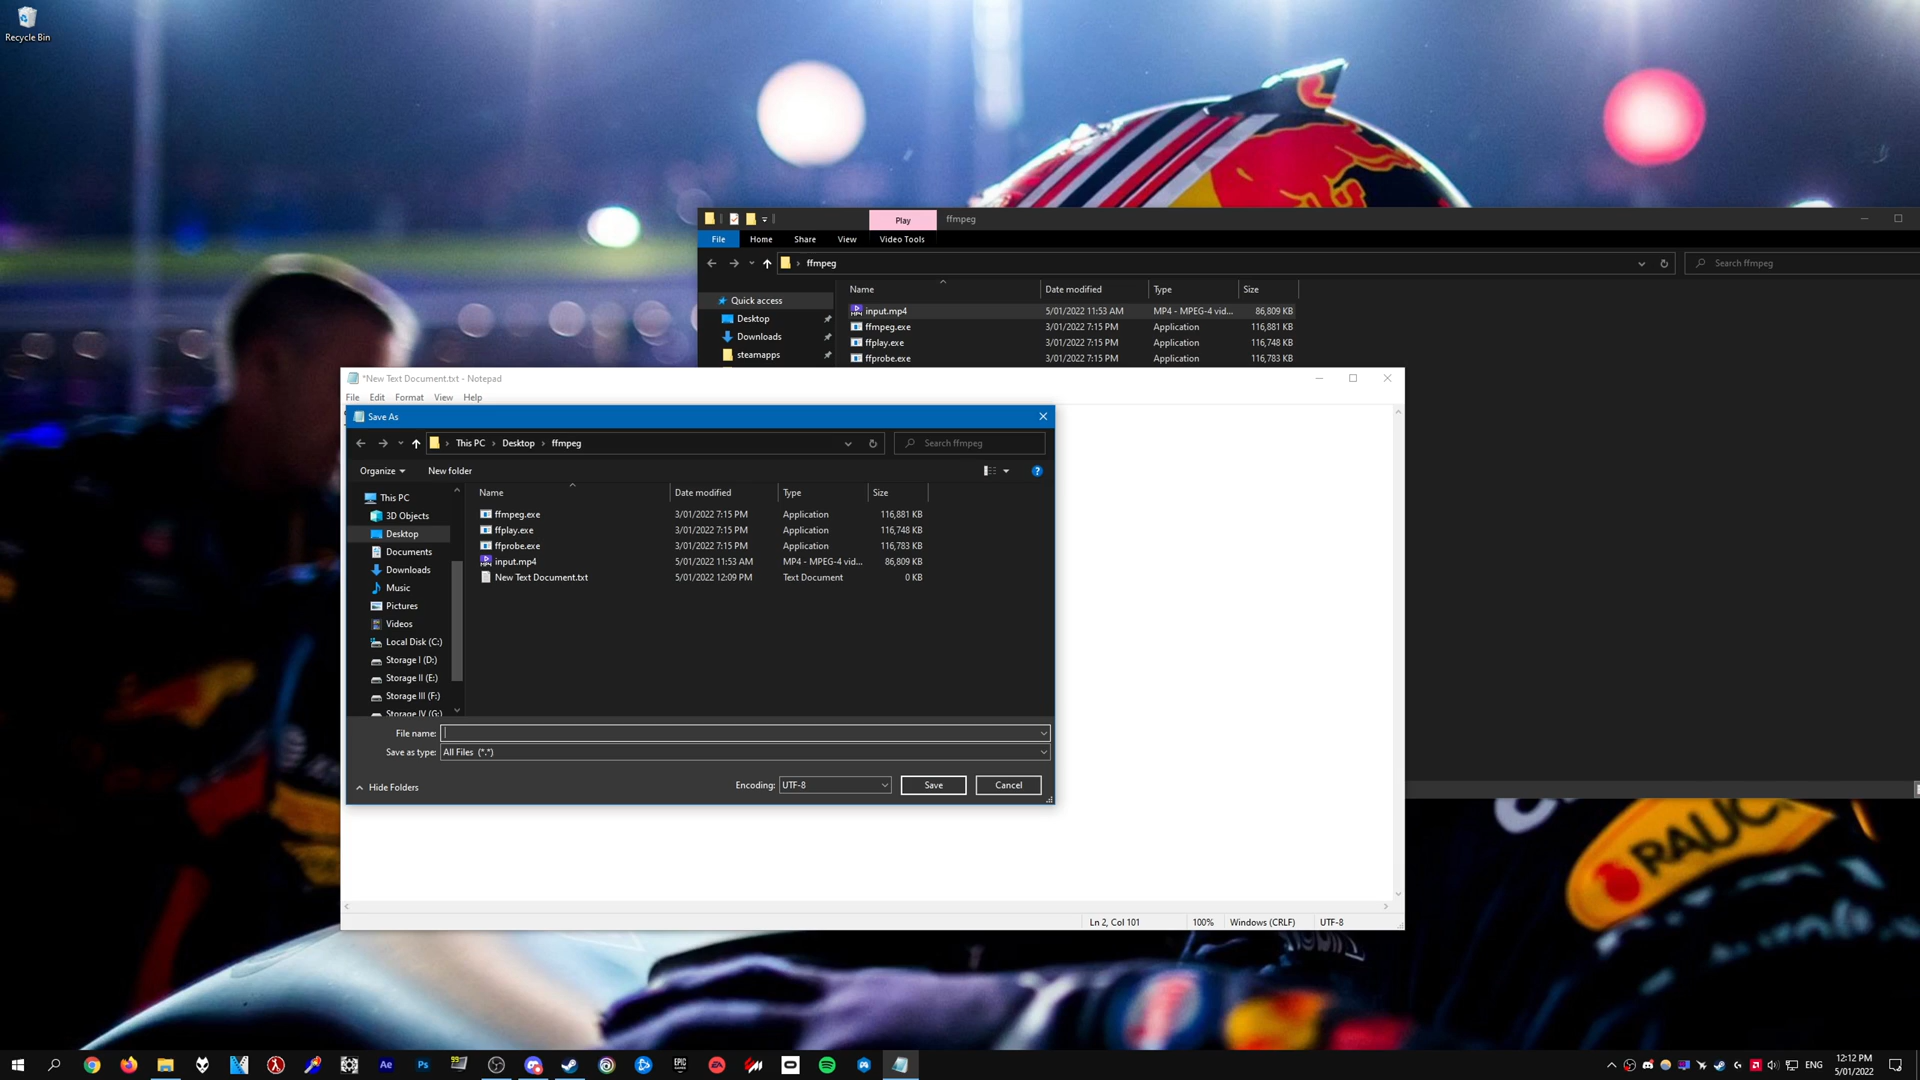 Recycle Bin
Play ffmpeg
File Home Share View Video Tools
ffmpeg Search ffmpeg
Name Date modified Type Size
Quick access
Desktop
Downloads
steamapps
input.mp4 5/01/2022 11:53 AM MP4 - MPEG-4 vid... 86,809 KB
ffmpeg.exe 3/01/2022 7:15 PM Application 116,881 KB
ffplay.exe 3/01/2022 7:15 PM Application 116,748 KB
ffprobe.exe 3/01/2022 7:15 PM Application 116,783 KB
*New Text Document.txt - Notepad
File Edit Format View Help
Save As
This PC Desktop ffmpeg Search ffmpeg
Organize New folder
This PC
3D Objects
Desktop
Documents
Downloads
Music
Pictures
Videos
Local Disk (C:)
Storage I (D:)
Storage II (E:)
Storage III (F:)
Storage IV (G:)
Name Date modified Type Size
ffmpeg.exe 3/01/2022 7:15 PM Application 116,881 KB
ffplay.exe 3/01/2022 7:15 PM Application 116,748 KB
ffprobe.exe 3/01/2022 7:15 PM Application 116,783 KB
input.mp4 5/01/2022 11:53 AM MP4 - MPEG-4 vid... 86,809 KB
New Text Document.txt 5/01/2022 12:09 PM Text Document 0 KB
File name:
Save as type: All Files (*.*)
Hide Folders Encoding: UTF-8 Save Cancel
Ln 2, Col 101 100% Windows (CRLF) UTF-8
RAUC
Ae Ps 99 EPIC GAMES EA
ENG 12:12 PM
5/01/2022